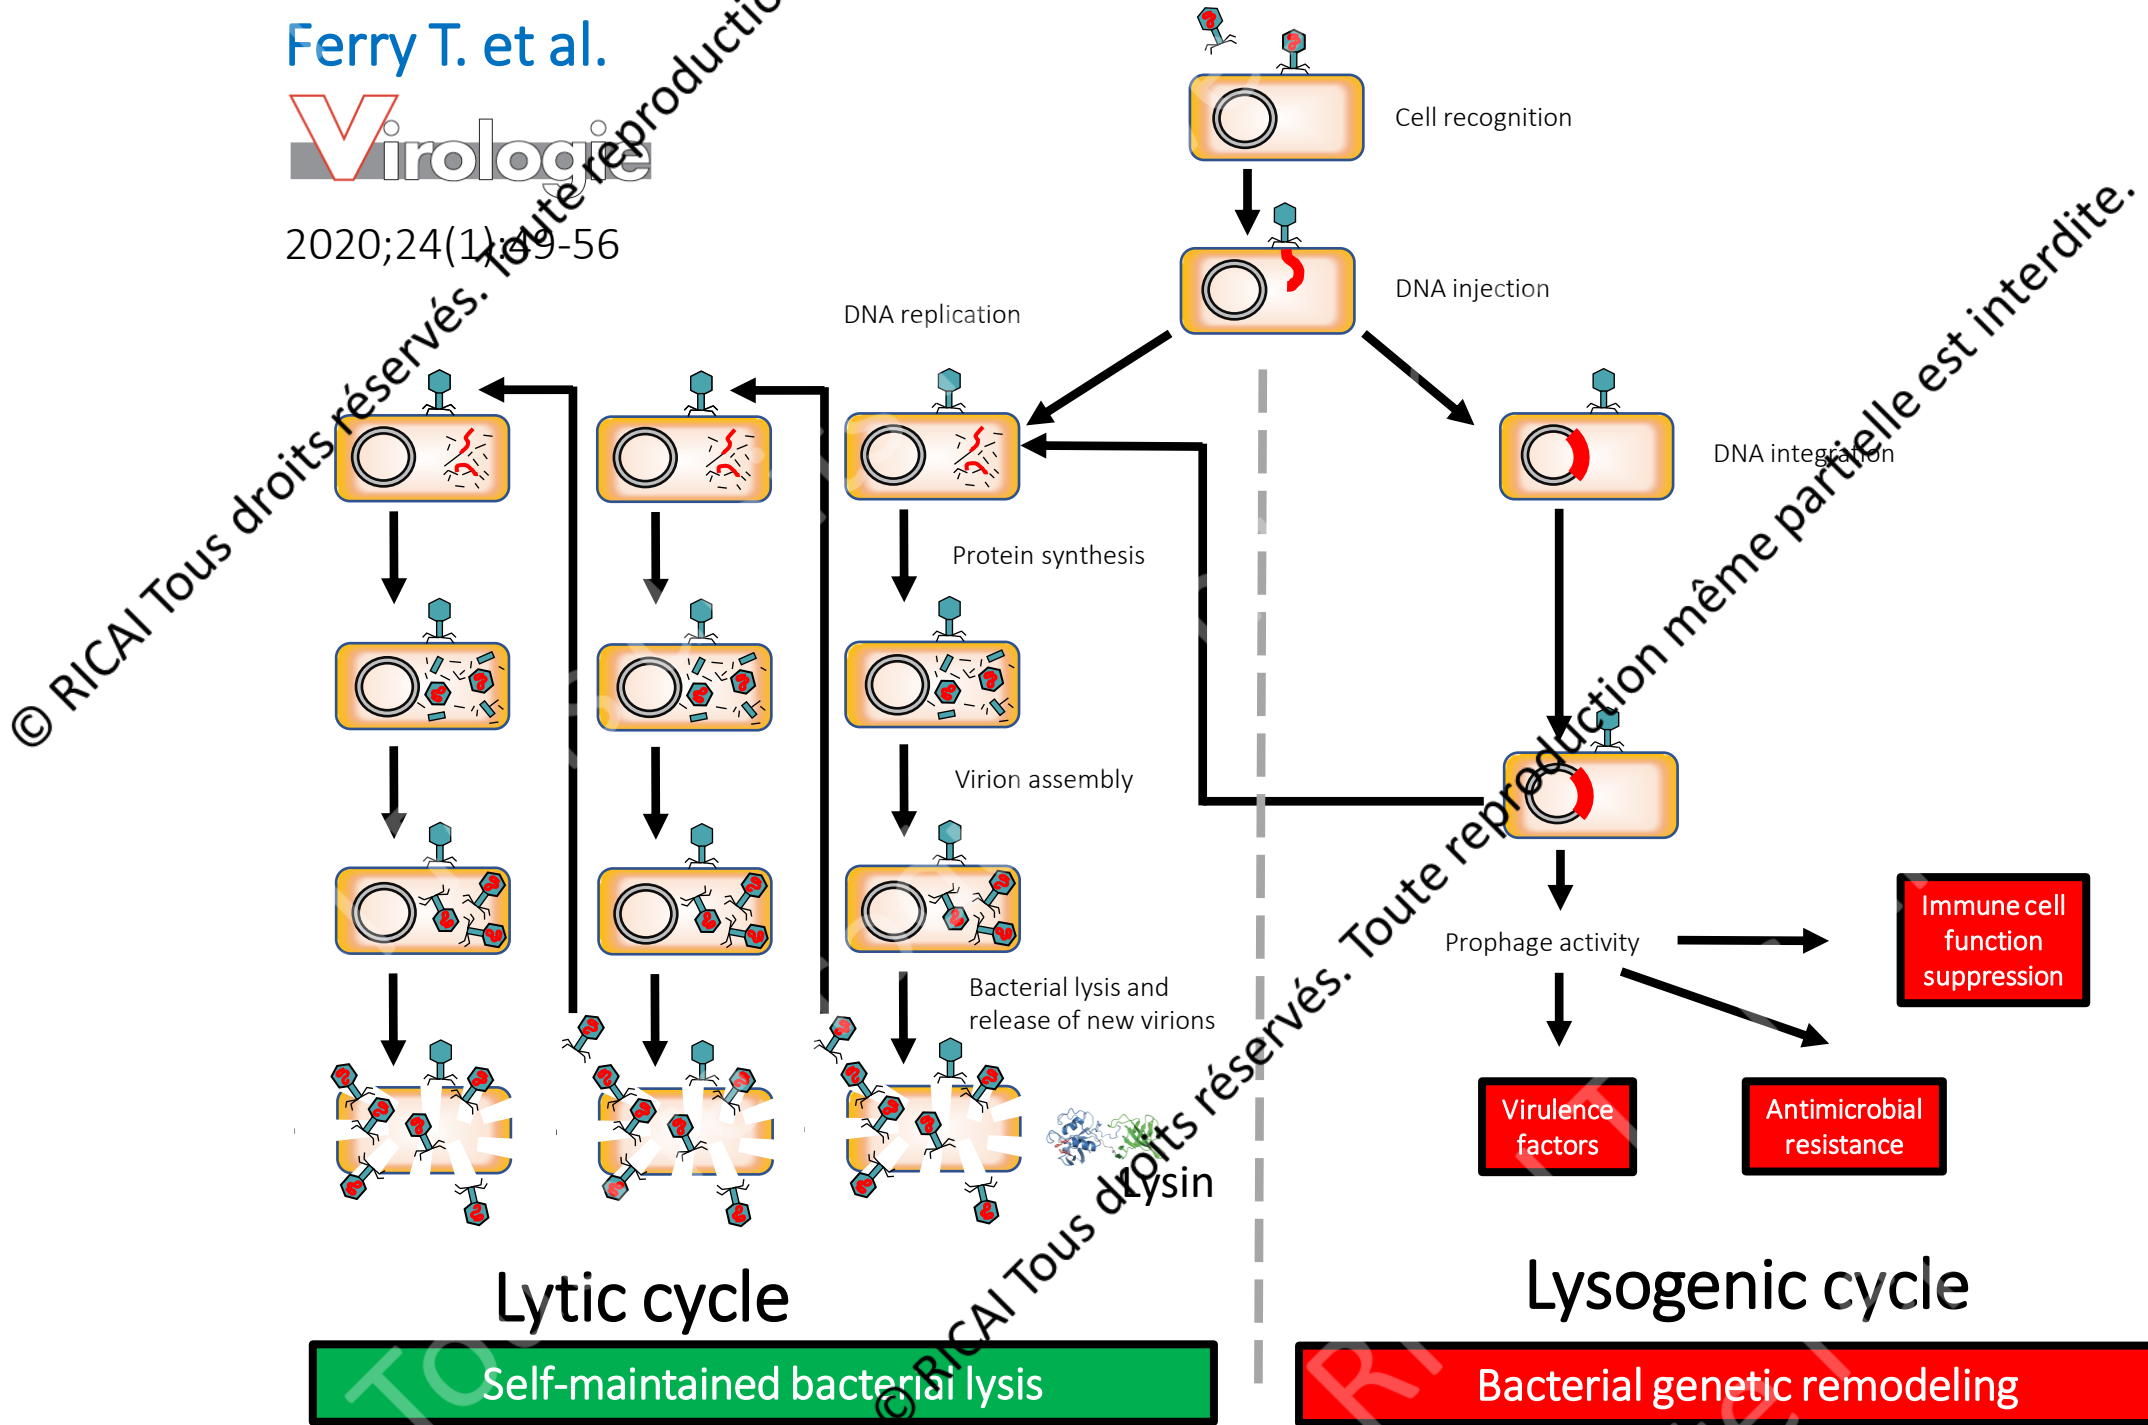 Ferry T. et al.
Virologie
2020;24(1):49-56
Cell recognition
DNA injection
DNA replication
DNA integration
Protein synthesis
Virion assembly
Bacterial lysis and
release of new virions
Lysin
Prophage activity
Immune cell
function
suppression
Virulence
factors
Antimicrobial
resistance
Lytic cycle
Lysogenic cycle
Self-maintained bacterial lysis
Bacterial genetic remodeling
© RICAI Tous droits réservés. Toute reproductio
© RICAI Tous droits réservés. Toute reproduction même partielle est interdite.